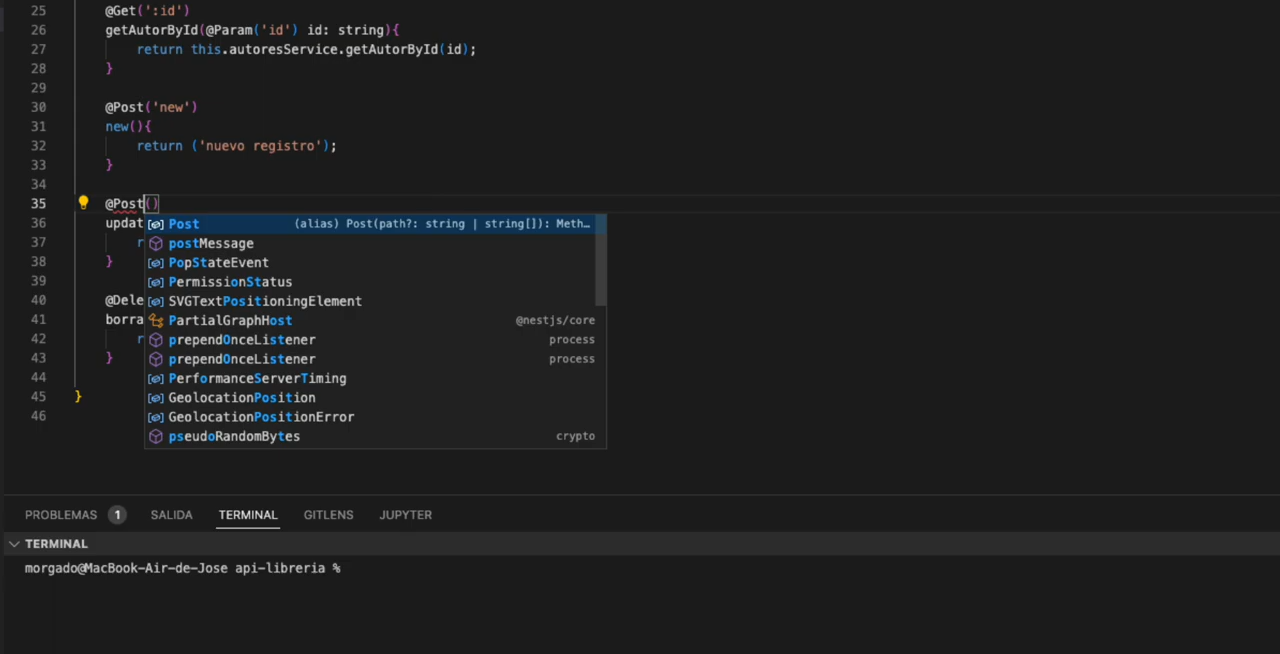 25 @Get(':id')
26 getAutorById(@Param('id') id: string){
27 return this.autoresService.getAutorById(id);
28 }
29
30 @Post('new')
31 new(){
32 return ('nuevo registro');
33 }
34
35 @Post()
36 updat
37 r
38 }
39
40 @Dele
41 borra
42 r
43 }
44
45 }
46
Post (alias) Post(path?: string | string[]): Meth…
postMessage
PopStateEvent
PermissionStatus
SVGTextPositioningElement
PartialGraphHost @nestjs/core
prependOnceListener process
prependOnceListener process
PerformanceServerTiming
GeolocationPosition
GeolocationPositionError
pseudoRandomBytes crypto
PROBLEMAS 1 SALIDA TERMINAL GITLENS JUPYTER
TERMINAL
morgado@MacBook-Air-de-Jose api-libreria %